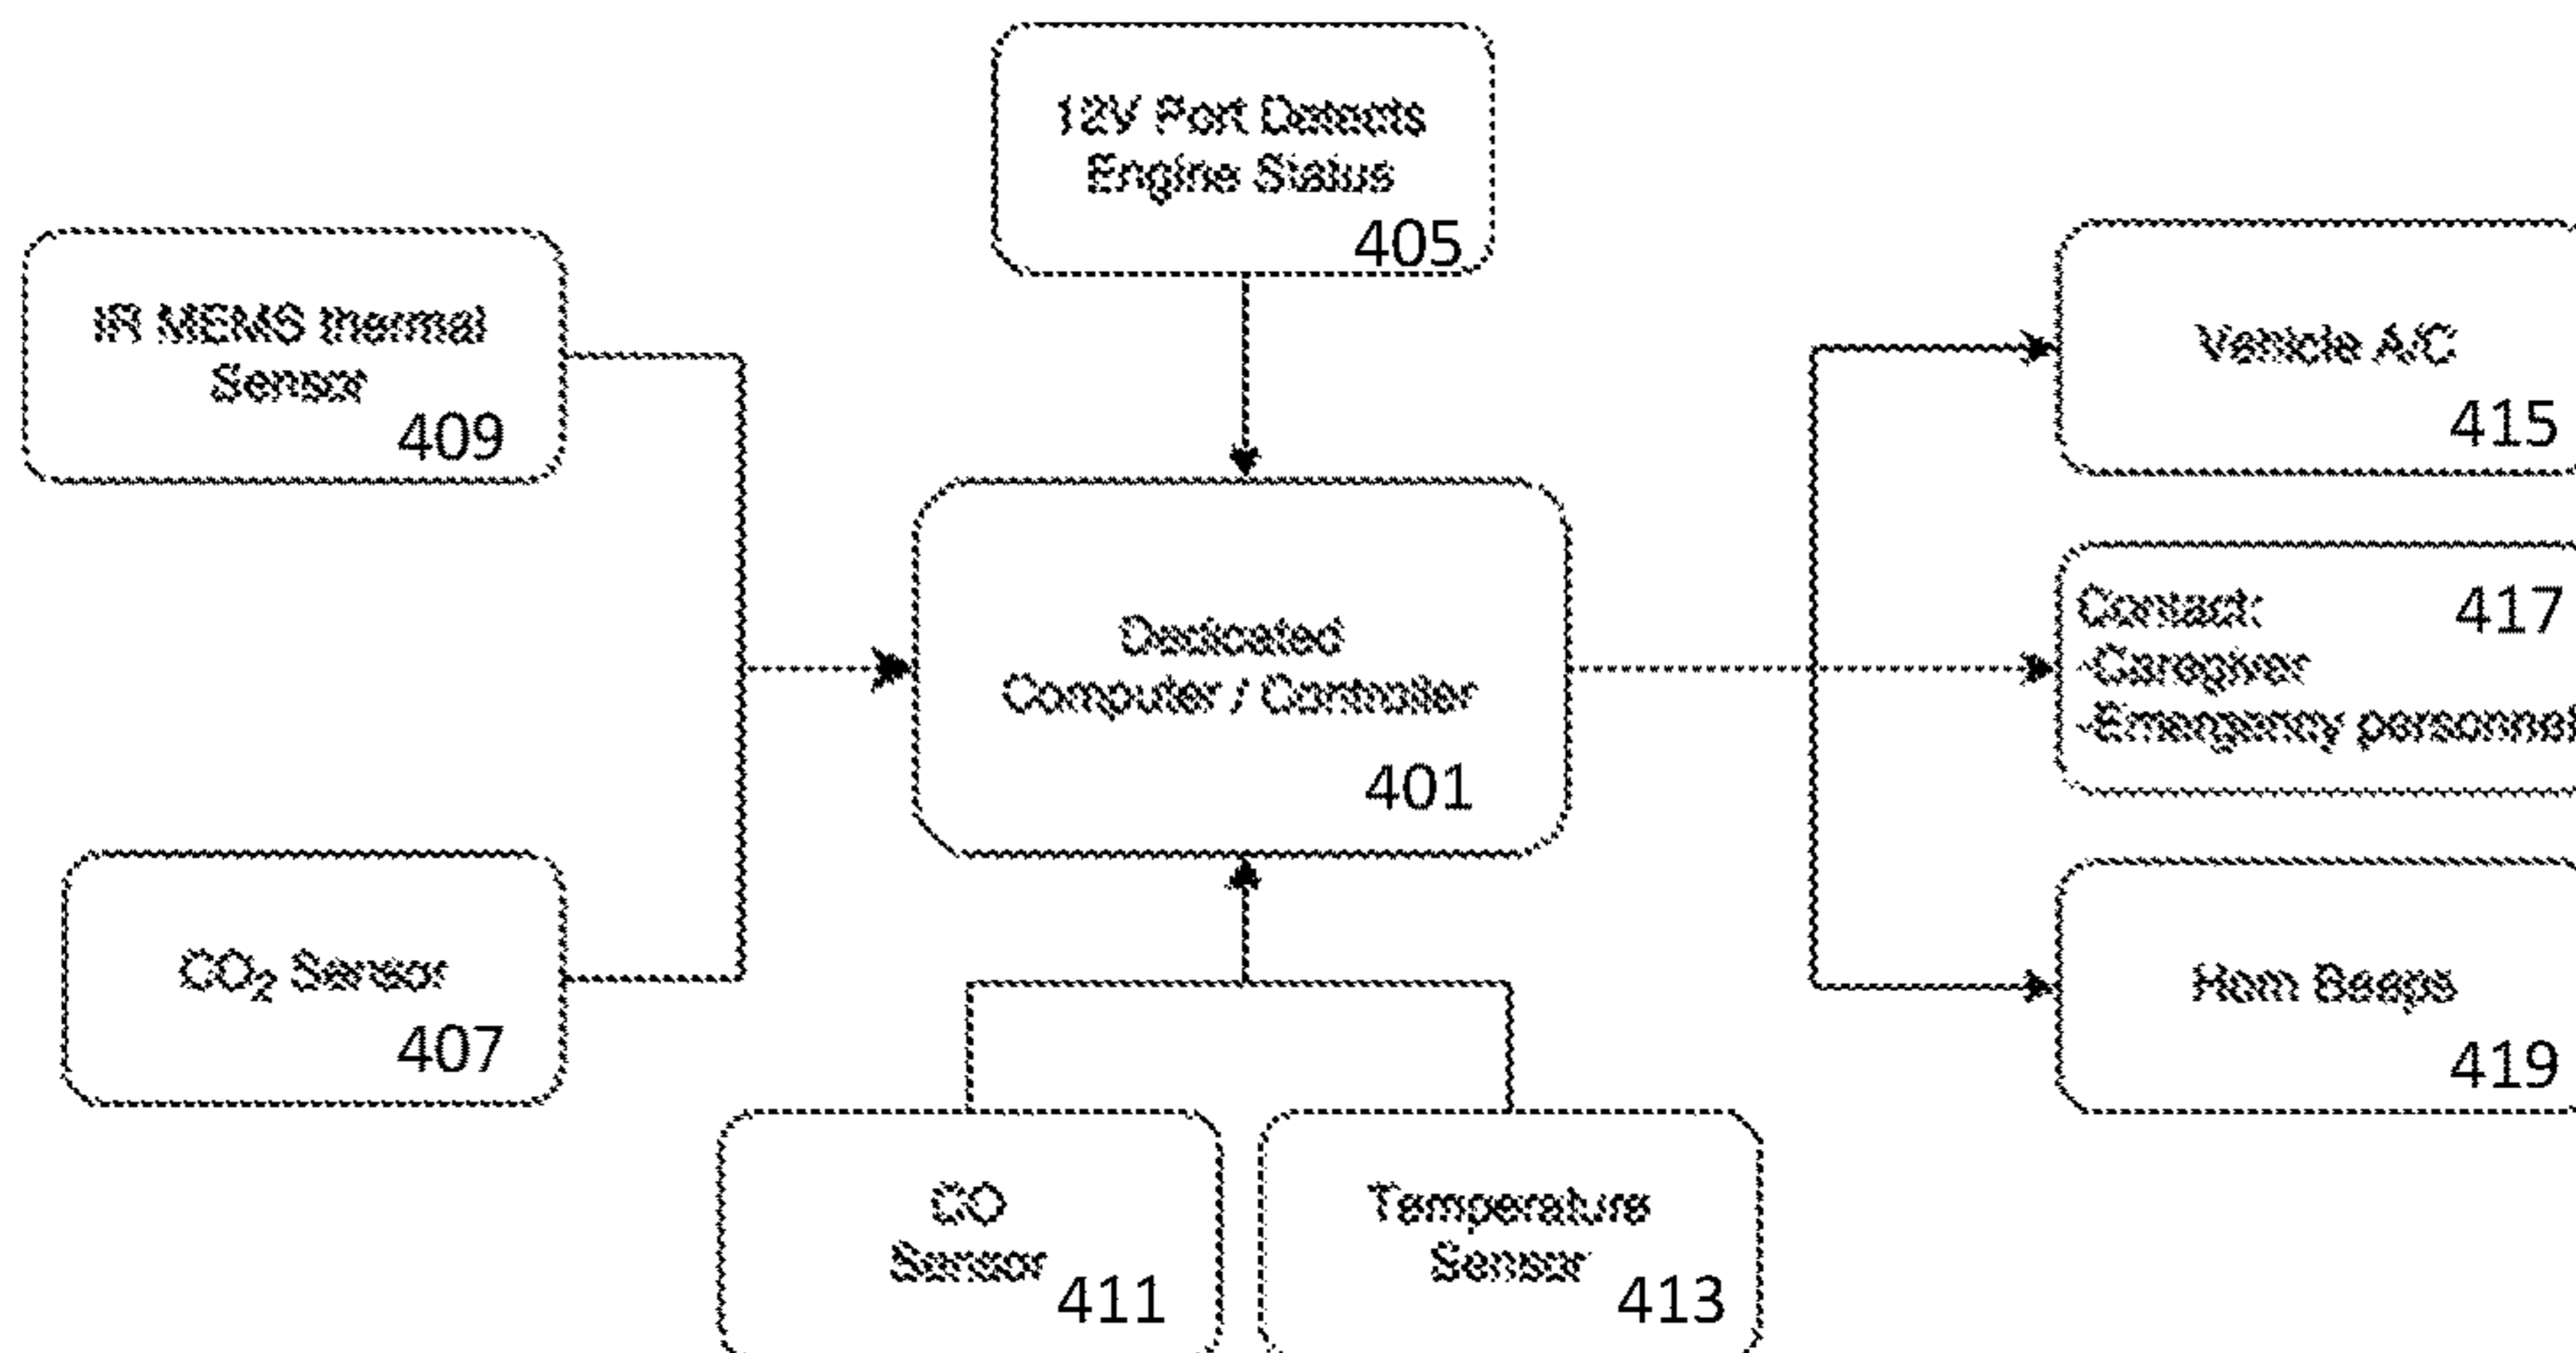 12V Port Detects
Engine Status
405
IR MEMS thermal
Sensor
409
Vehicle A/C
415
Contact:
417
-Caregiver
-Emergency personnel
Dedicated
Computer / Controller
401
CO₂ Sensor
407
Horn Beeps
419
CO
Sensor
411
Temperature
Sensor
413